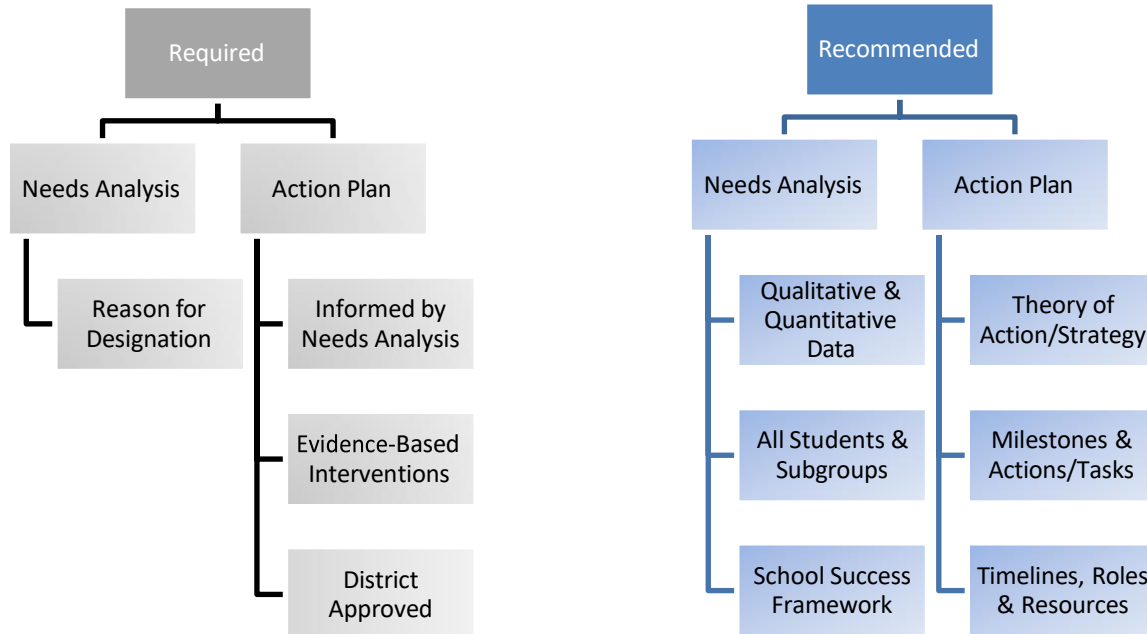 Required
Needs Analysis
Action Plan
Reason for
Designation
Informed by
Needs Analysis
Evidence-Based
Interventions
District
Approved
Recommended
Needs Analysis
Action Plan
Qualitative &
Quantitative
Data
All Students &
Subgroups
School Success
Framework
Theory of
Action/Strategy
Milestones &
Actions/Tasks
Timelines, Roles
& Resources